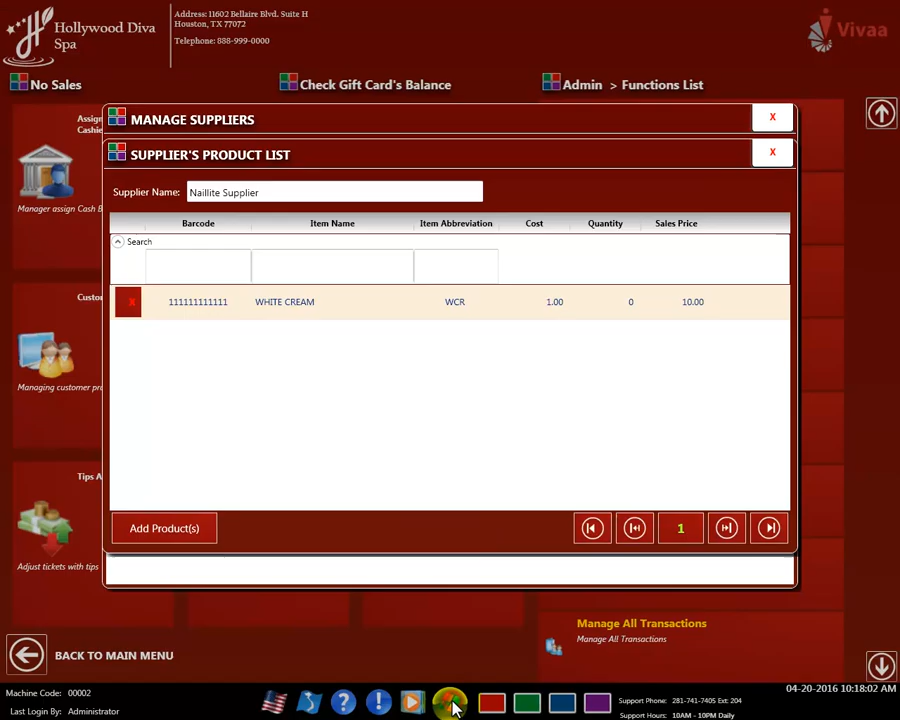 Hollywood Diva
Spa
Address: 11602 Bellaire Blvd. Suite H
Houston, TX 77072
Telephone: 888-999-0000
Vivaa
No Sales
Check Gift Card's Balance
Admin > Functions List
Assig
Cashie
Manager assign Cash B
Custo
Managing customer pr
Tips A
Adjust tickets with tips
MANAGE SUPPLIERS
X
SUPPLIER'S PRODUCT LIST
X
Supplier Name: Naillite Supplier
Barcode Item Name Item Abbreviation Cost Quantity Sales Price
Search
X 111111111111 WHITE CREAM WCR 1.00 0 10.00
Add Product(s)
1
Manage All Transactions
Manage All Transactions
BACK TO MAIN MENU
04-20-2016 10:18:02 AM
Machine Code: 00002
Last Login By: Administrator
Support Phone: 281-741-7405 Ext: 204
Support Hours: 10AM - 10PM Daily